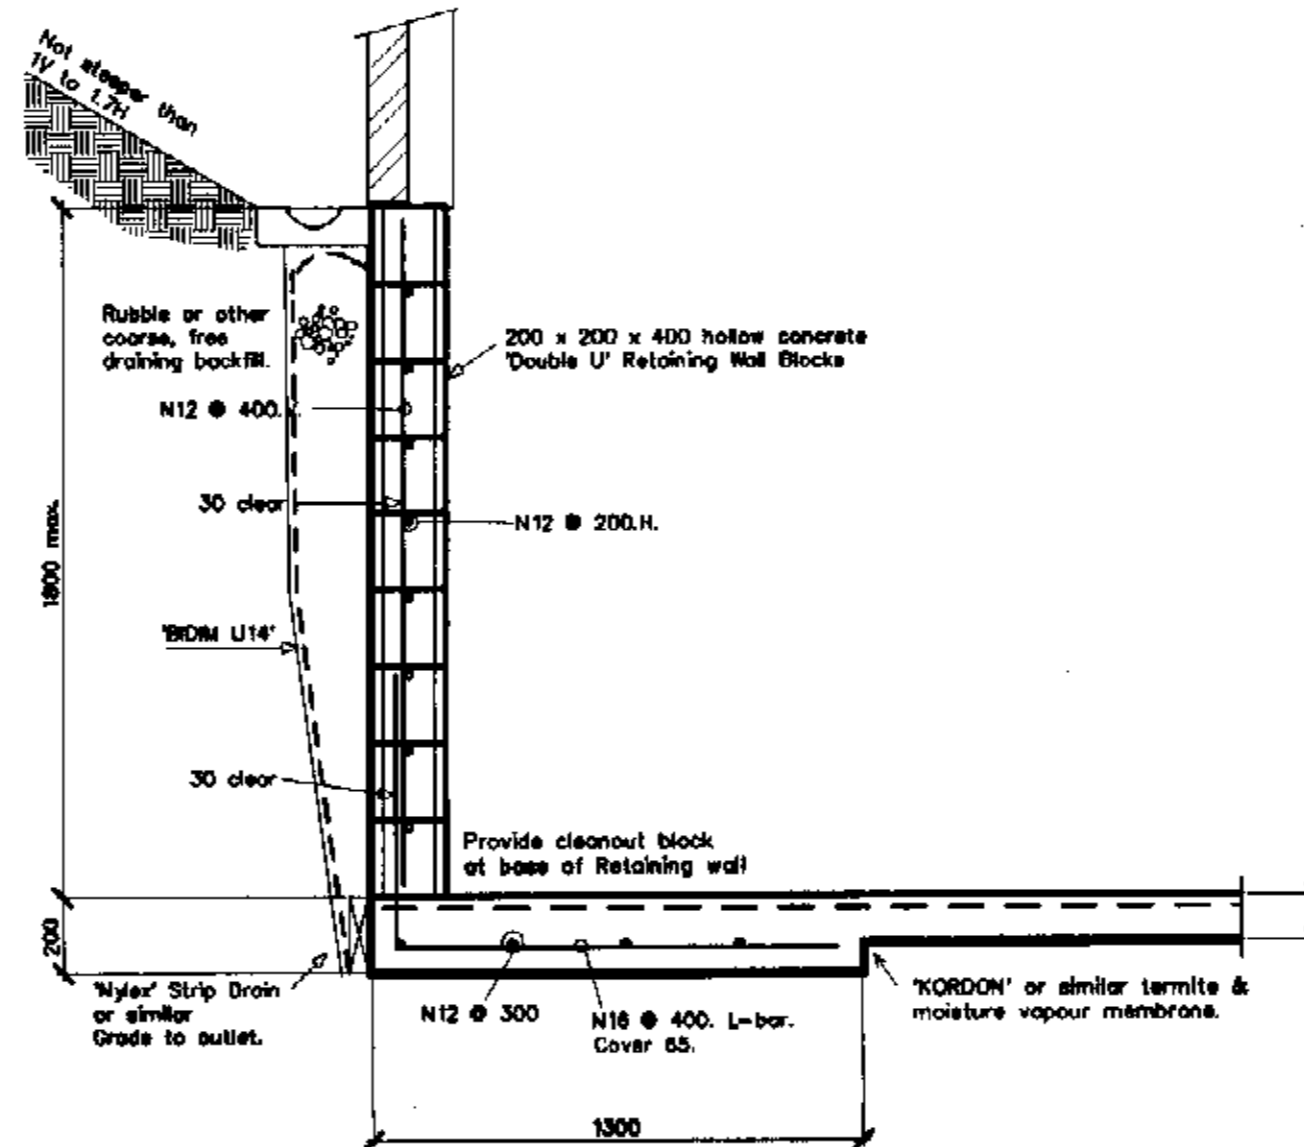 Not steeper than
1V to 1.7H
Rubble or other
coarse, free
draining backfill.
200 x 200 x 400 hollow concrete
'Double U' Retaining Wall Blocks
N12 @ 400.
30 clear
N12 @ 200.H.
1800 max.
'BIDIM U14'
30 clear
Provide cleanout block
at base of Retaining wall
200
'Nylex' Strip Drain
or similar
Grade to outlet.
N12 @ 300
N16 @ 400. L-bar.
Cover 65.
'KORDON' or similar termite &
moisture vapour membrane.
1300